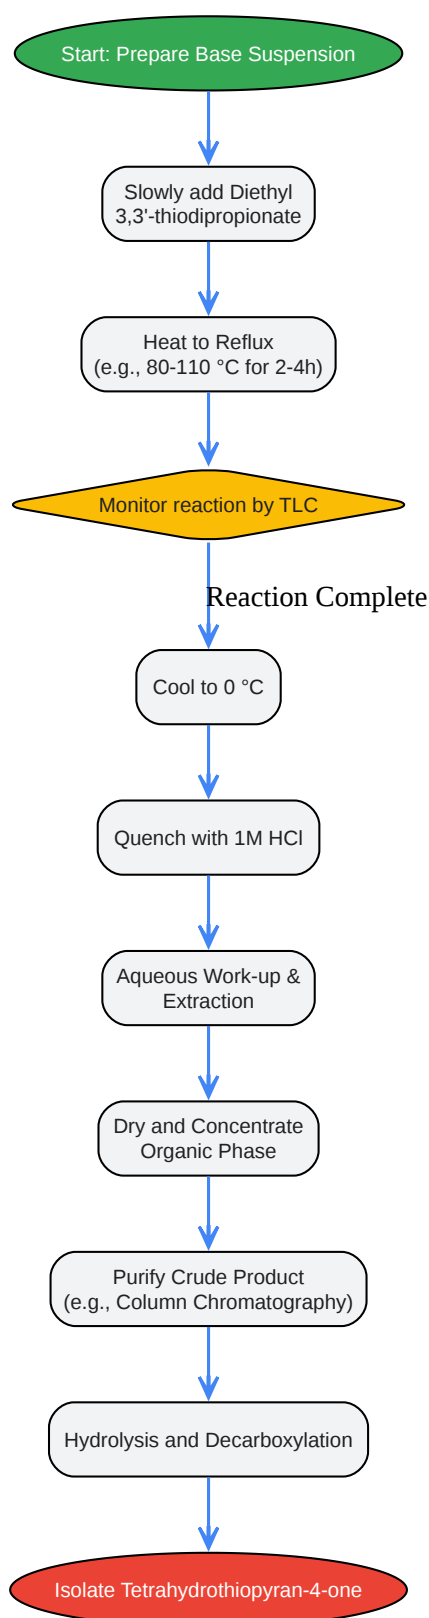 Start: Prepare Base Suspension
Slowly add Diethyl
3,3'-thiodipropionate
Heat to Reflux
(e.g., 80-110 °C for 2-4h)
Monitor reaction by TLC
Reaction Complete
Cool to 0 °C
Quench with 1M HCl
Aqueous Work-up &
Extraction
Dry and Concentrate
Organic Phase
Purify Crude Product
(e.g., Column Chromatography)
Hydrolysis and Decarboxylation
Isolate Tetrahydrothiopyran-4-one